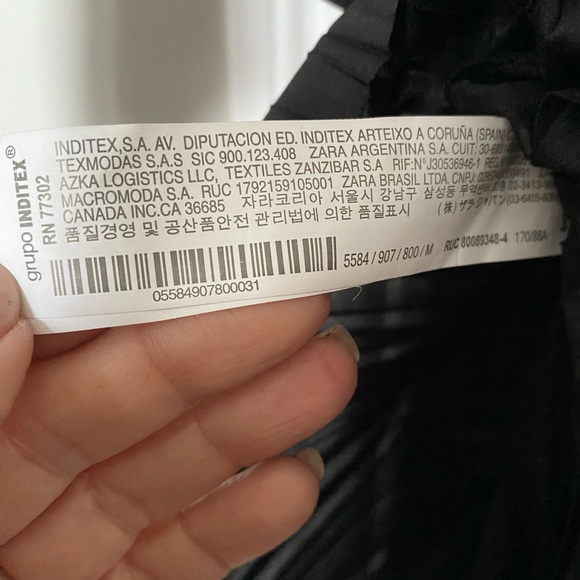 grupo INDITEX®
RN 77302
INDITEX,S.A. AV. DIPUTACION ED. INDITEX ARTEIXO A CORUÑA (SPAIN)
TEXMODAS S.A.S SIC 900.123.408 ZARA ARGENTINA S.A. CUIT:
AZKA LOGISTICS LLC, TEXTILES ZANZIBAR S.A RIF:N°J30536946-1
MACROMODA S.A. RUC 1792159105001 ZARA BRASIL LTDA. CNPJ:
CANADA INC.CA 36685 자라코리아 서울시 강남구 삼성동
품질경영 및 공산품안전 관리법에 의한 품질표시
5584 / 907 / 800 / M RUC 80089348-4 170/88A
05584907800031